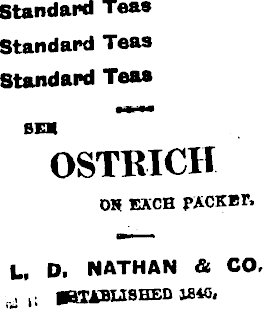 Standard Teas
Standard Teas
Standard Teas
SEE
OSTRICH
ON EACH PACKET.
L. D. NATHAN & CO.
ESTABLISHED 1840.